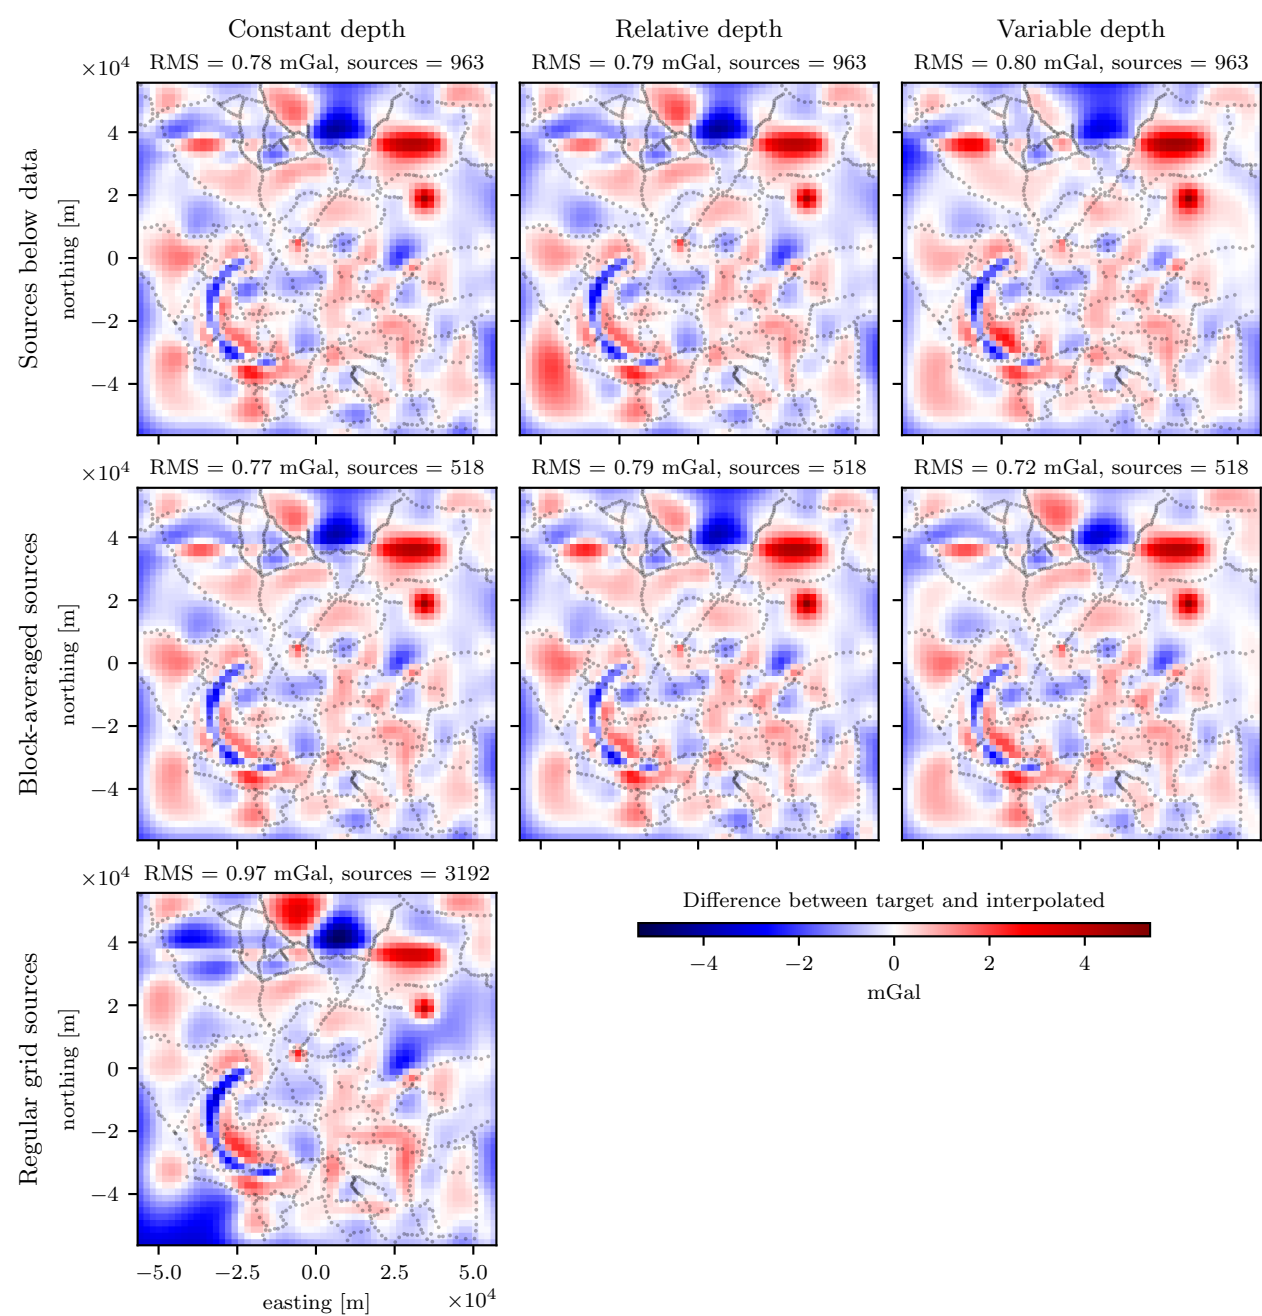 Constant depth
Relative depth
Variable depth
×10⁴
RMS = 0.78 mGal, sources = 963
RMS = 0.79 mGal, sources = 963
RMS = 0.80 mGal, sources = 963
Sources below data
northing [m]
4
2
0
−2
−4
×10⁴
RMS = 0.77 mGal, sources = 518
RMS = 0.79 mGal, sources = 518
RMS = 0.72 mGal, sources = 518
Block-averaged sources
northing [m]
4
2
0
−2
−4
×10⁴
RMS = 0.97 mGal, sources = 3192
Regular grid sources
northing [m]
4
2
0
−2
−4
−5.0 −2.5 0.0 2.5 5.0
easting [m]
×10⁴
Difference between target and interpolated
−4 −2 0 2 4
mGal